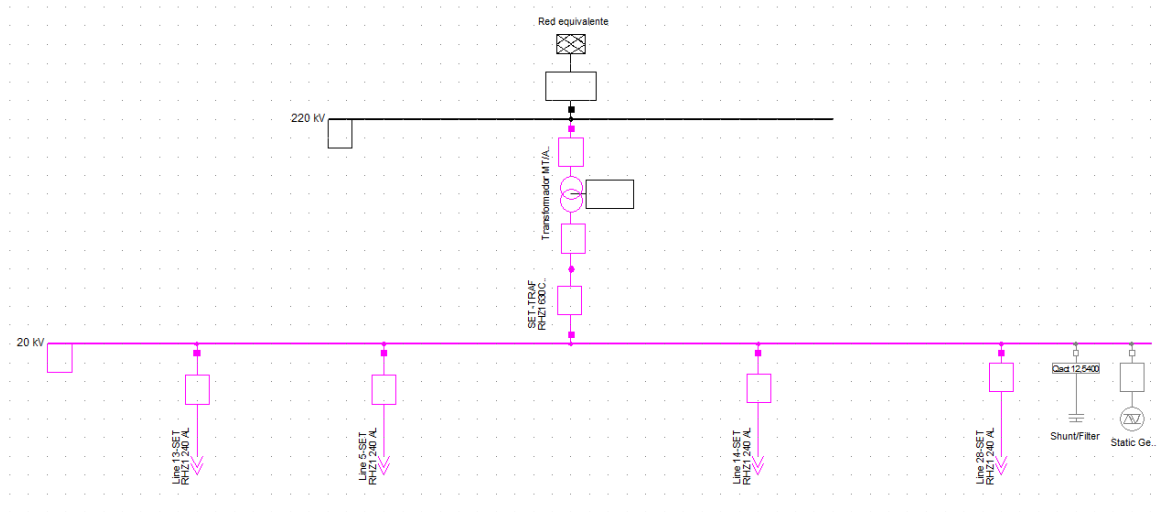 Red equivalente
220 kV
Transformador MT/A..
SET-TRAF
RHZ1 630C..
20 kV
Qact 12,5400
Line 13-SET
RHZ1 240 AL
Line 5-SET
RHZ1 240 AL
Line 14-SET
RHZ1 240 AL
Line 28-SET
RHZ1 240 AL
Shunt/Filter
Static Ge..